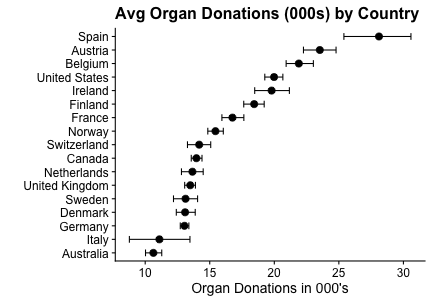 Avg Organ Donations (000s) by Country
Spain
Austria
Belgium
United States
Ireland
Finland
France
Norway
Switzerland
Canada
Netherlands
United Kingdom
Sweden
Denmark
Germany
Italy
Australia
10 15 20 25 30
Organ Donations in 000's